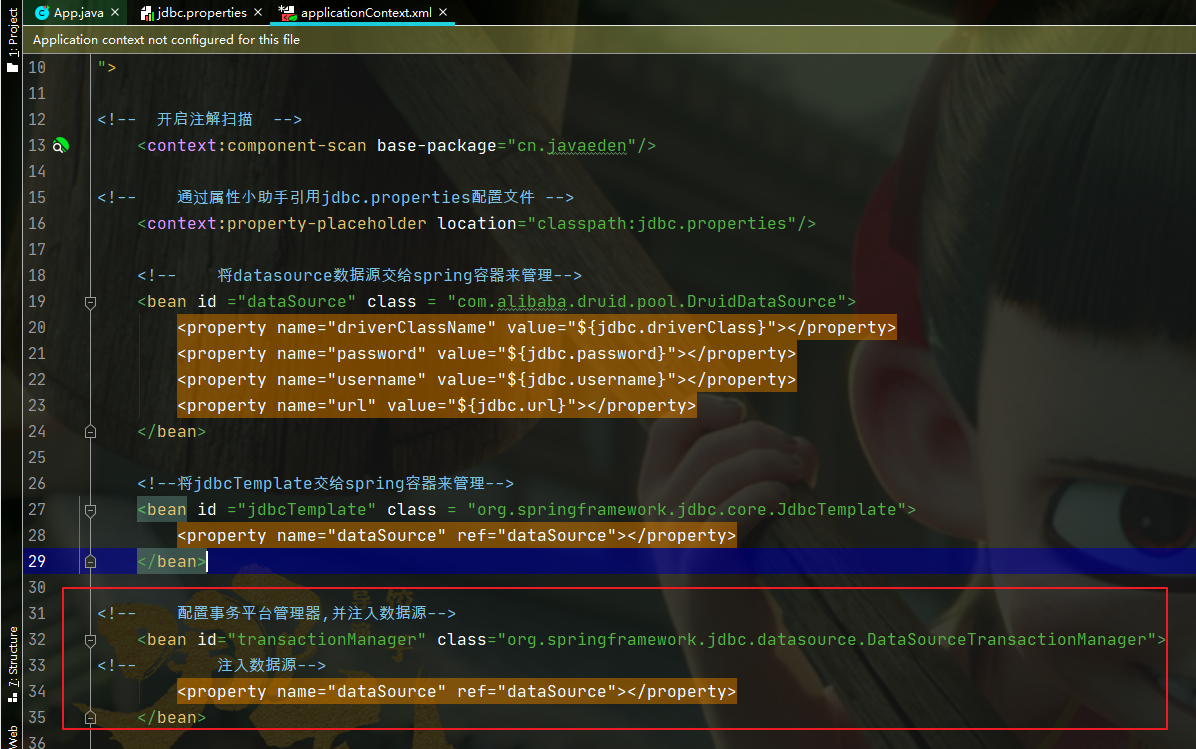 App.java
jdbc.properties
applicationContext.xml
1: Project
Application context not configured for this file
10 ">
11
12 <!-- 开启注解扫描 -->
13 <context:component-scan base-package="cn.javaeden"/>
14
15 <!-- 通过属性小助手引用jdbc.properties配置文件 -->
16 <context:property-placeholder location="classpath:jdbc.properties"/>
17
18 <!-- 将datasource数据源交给spring容器来管理-->
19 <bean id ="dataSource" class = "com.alibaba.druid.pool.DruidDataSource">
20 <property name="driverClassName" value="${jdbc.driverClass}"></property>
21 <property name="password" value="${jdbc.password}"></property>
22 <property name="username" value="${jdbc.username}"></property>
23 <property name="url" value="${jdbc.url}"></property>
24 </bean>
25
26 <!--将jdbcTemplate交给spring容器来管理-->
27 <bean id ="jdbcTemplate" class = "org.springframework.jdbc.core.JdbcTemplate">
28 <property name="dataSource" ref="dataSource"></property>
29 </bean>
30
31 <!-- 配置事务平台管理器,并注入数据源-->
32 <bean id="transactionManager" class="org.springframework.jdbc.datasource.DataSourceTransactionManager">
33 <!-- 注入数据源-->
34 <property name="dataSource" ref="dataSource"></property>
35 </bean>
36
7: Structure
Web